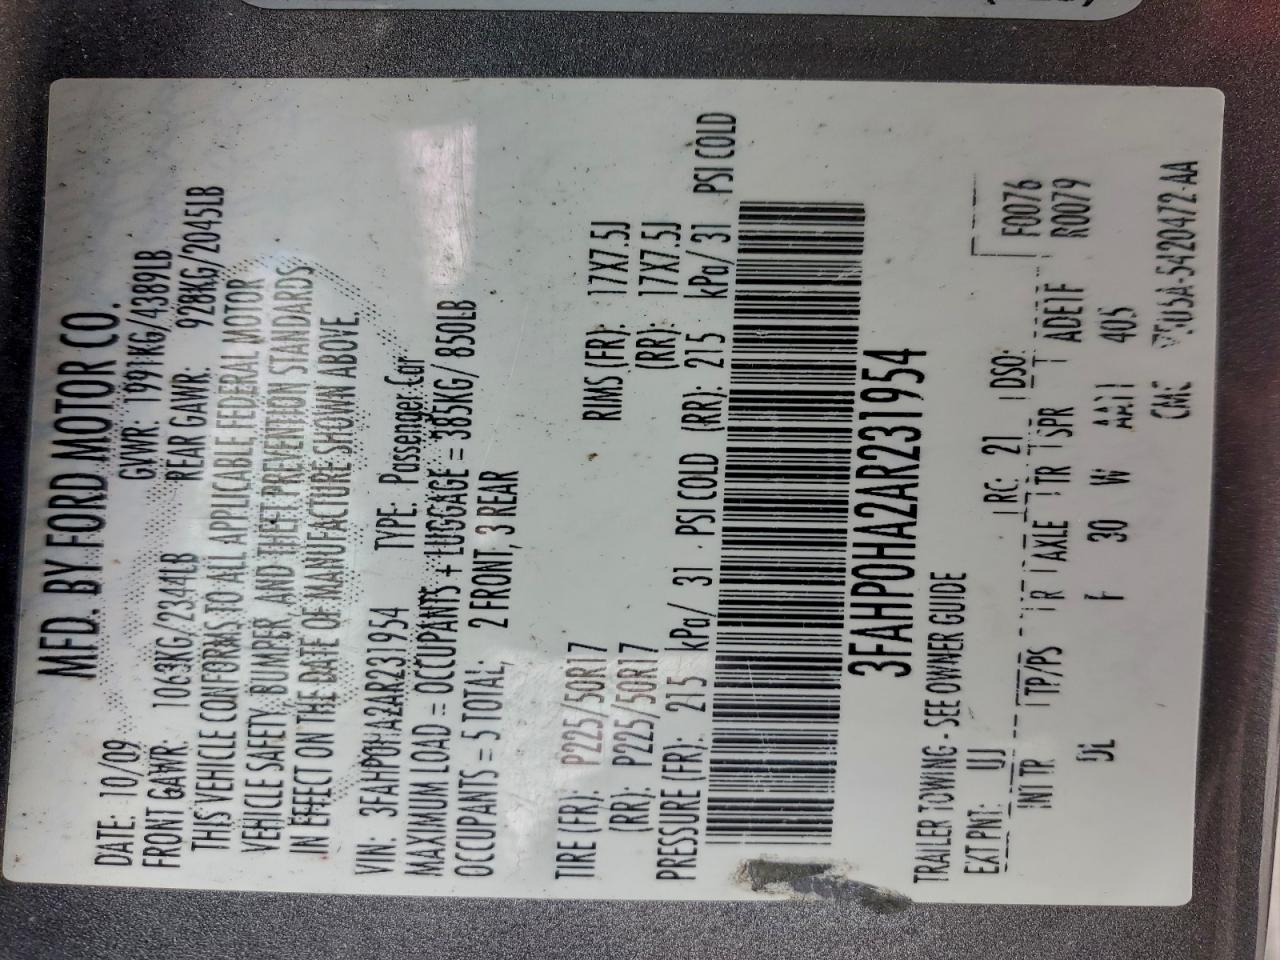 MFD. BY FORD MOTOR CO.
DATE: 10/09 GVWR: 1991KG/4389LB
FRONT GAWR: 1063KG/2344LB REAR GAWR: 928KG/2045LB
THIS VEHICLE CONFORMS TO ALL APPLICABLE FEDERAL MOTOR
VEHICLE SAFETY, BUMPER, AND THEFT PREVENTION STANDARDS
IN EFFECT ON THE DATE OF MANUFACTURE SHOWN ABOVE.
VIN: 3FAHP0HA2AR231954 TYPE: Passenger Car
MAXIMUM LOAD = OCCUPANTS + LUGGAGE = 385KG/ 850LB
OCCUPANTS = 5 TOTAL; 2 FRONT, 3 REAR
TIRE (FR): P225/50R17 RIMS (FR): 17X7.5J
(RR): P225/50R17 (RR): 17X7.5J
PRESSURE (FR): 215 kPa/ 31 PSI COLD (RR): 215 kPa/ 31 PSI COLD
3FAHP0HA2AR231954
TRAILER TOWING - SEE OWNER GUIDE
EXT PNT: UJ RC: 21 DSO: F0076
R0079
INT TR TP/PS R AXLE TR SPR T ADE1F
30 W AA11 405
5420472-AA